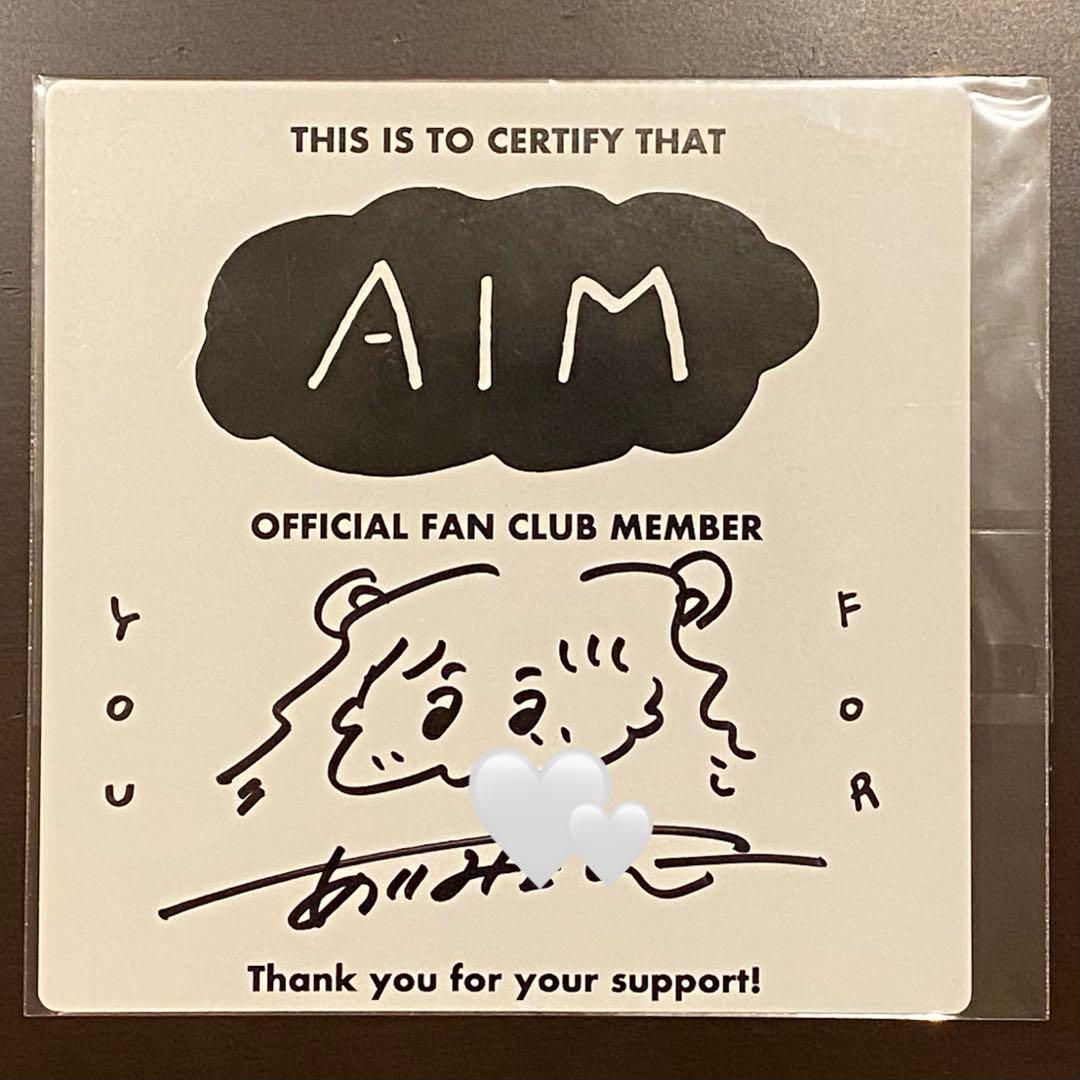 THIS IS TO CERTIFY THAT
AIM
OFFICIAL FAN CLUB MEMBER
FOR
YOU
Thank you for your support!